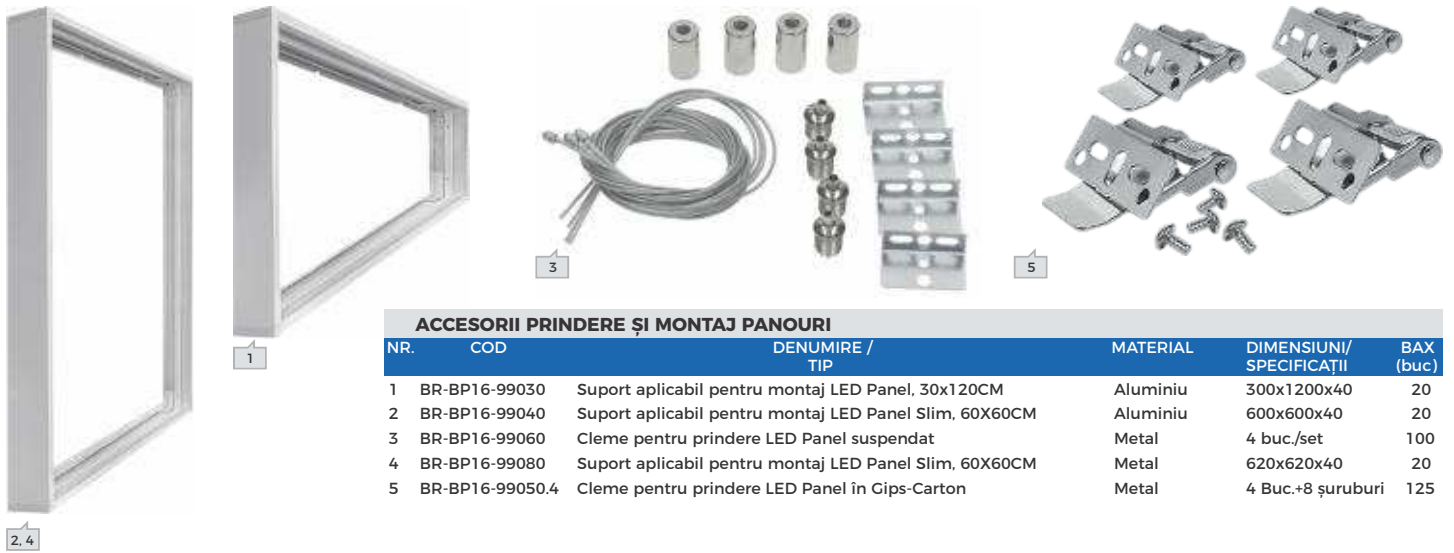 3
5
1
2, 4
ACCESORII PRINDERE ȘI MONTAJ PANOURI
NR. COD DENUMIRE / TIP MATERIAL DIMENSIUNI/ SPECIFICAȚII BAX (buc)
1 BR-BP16-99030 Suport aplicabil pentru montaj LED Panel, 30x120CM Aluminiu 300x1200x40 20
2 BR-BP16-99040 Suport aplicabil pentru montaj LED Panel Slim, 60X60CM Aluminiu 600x600x40 20
3 BR-BP16-99060 Cleme pentru prindere LED Panel suspendat Metal 4 buc./set 100
4 BR-BP16-99080 Suport aplicabil pentru montaj LED Panel Slim, 60X60CM Metal 620x620x40 20
5 BR-BP16-99050.4 Cleme pentru prindere LED Panel în Gips-Carton Metal 4 Buc.+8 șuruburi 125